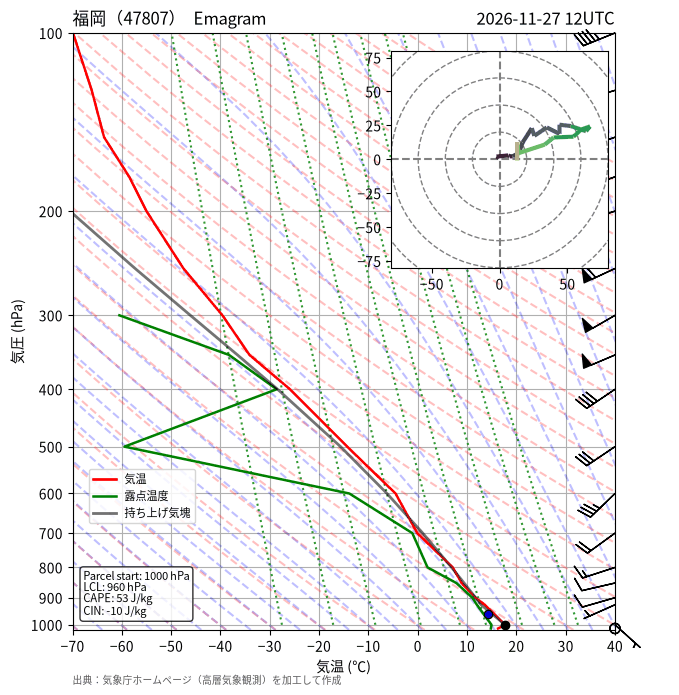 福岡（47807） Emagram
2026-11-27 12UTC
100
200
300
400
500
600
700
800
900
1000
気圧 (hPa)
75
50
25
0
−25
−50
−75
−50
0
50
気温
露点温度
持ち上げ気塊
Parcel start: 1000 hPa
LCL: 960 hPa
CAPE: 53 J/kg
CIN: -10 J/kg
−70
−60
−50
−40
−30
−20
−10
0
10
20
30
40
気温 (°C)
出典：気象庁ホームページ（高層気象観測）を加工して作成